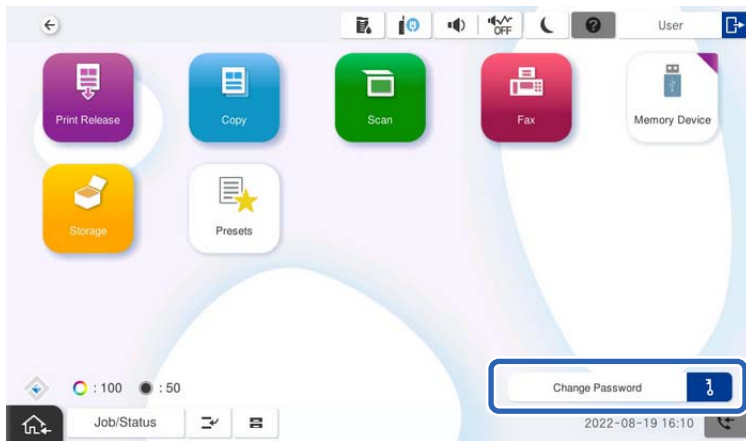 OFF
User
Print Release
Copy
Scan
Fax
Memory Device
Storage
Presets
: 100
: 50
Change Password
Job/Status
2022-08-19 16:10